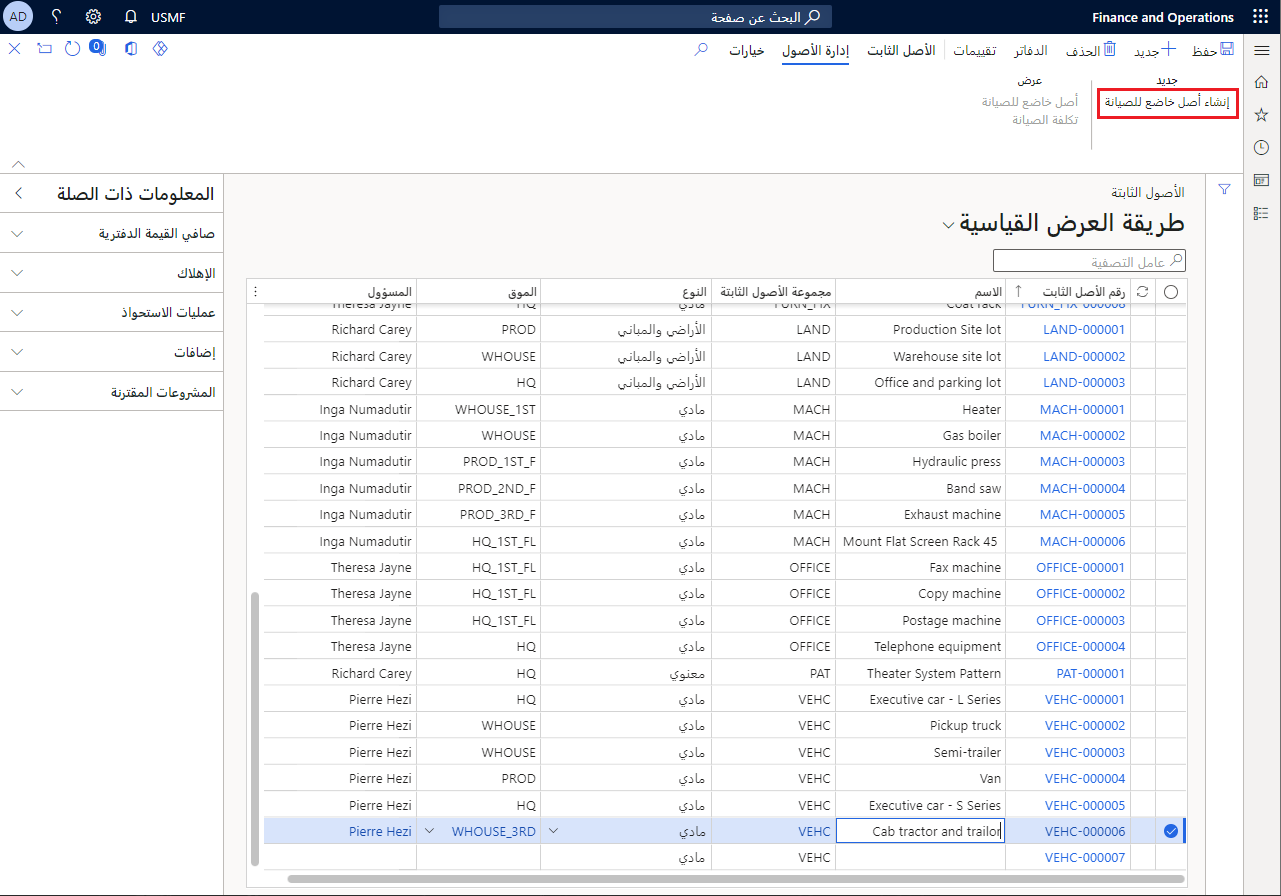 Finance and Operations
البحث عن صفحة
USMF
AD
حفظ
جديد
الحذف
الدفاتر
تقييمات
الأصل الثابت
إدارة الأصول
خيارات
0
جديد
إنشاء أصل خاضع للصيانة
عرض
أصل خاضع للصيانة
تكلفة الصيانة
الأصول الثابتة
طريقة العرض القياسية
عامل التصفية
رقم الأصل الثابت الاسم مجموعة الأصول الثابتة النوع الموق المسؤول
FURN_FIX-000008 Coat rack FURN_FIX مادي HQ Theresa Jayne
LAND-000001 Production Site lot LAND الأراضي والمباني PROD Richard Carey
LAND-000002 Warehouse site lot LAND الأراضي والمباني WHOUSE Richard Carey
LAND-000003 Office and parking lot LAND الأراضي والمباني HQ Richard Carey
MACH-000001 Heater MACH مادي WHOUSE_1ST Inga Numadutir
MACH-000002 Gas boiler MACH مادي WHOUSE Inga Numadutir
MACH-000003 Hydraulic press MACH مادي PROD_1ST_F Inga Numadutir
MACH-000004 Band saw MACH مادي PROD_2ND_F Inga Numadutir
MACH-000005 Exhaust machine MACH مادي PROD_3RD_F Inga Numadutir
MACH-000006 Mount Flat Screen Rack 45 MACH مادي HQ_1ST_FL Inga Numadutir
OFFICE-000001 Fax machine OFFICE مادي HQ_1ST_FL Theresa Jayne
OFFICE-000002 Copy machine OFFICE مادي HQ_1ST_FL Theresa Jayne
OFFICE-000003 Postage machine OFFICE مادي HQ_1ST_FL Theresa Jayne
OFFICE-000004 Telephone equipment OFFICE مادي HQ Theresa Jayne
PAT-000001 Theater System Pattern PAT معنوي HQ Richard Carey
VEHC-000001 Executive car - L Series VEHC مادي HQ Pierre Hezi
VEHC-000002 Pickup truck VEHC مادي WHOUSE Pierre Hezi
VEHC-000003 Semi-trailer VEHC مادي WHOUSE Pierre Hezi
VEHC-000004 Van VEHC مادي PROD Pierre Hezi
VEHC-000005 Executive car - S Series VEHC مادي HQ Pierre Hezi
VEHC-000006 Cab tractor and trailor VEHC مادي WHOUSE_3RD Pierre Hezi
VEHC-000007 VEHC مادي
المعلومات ذات الصلة
صافي القيمة الدفترية
الإهلاك
عمليات الاستحواذ
إضافات
المشروعات المقترنة